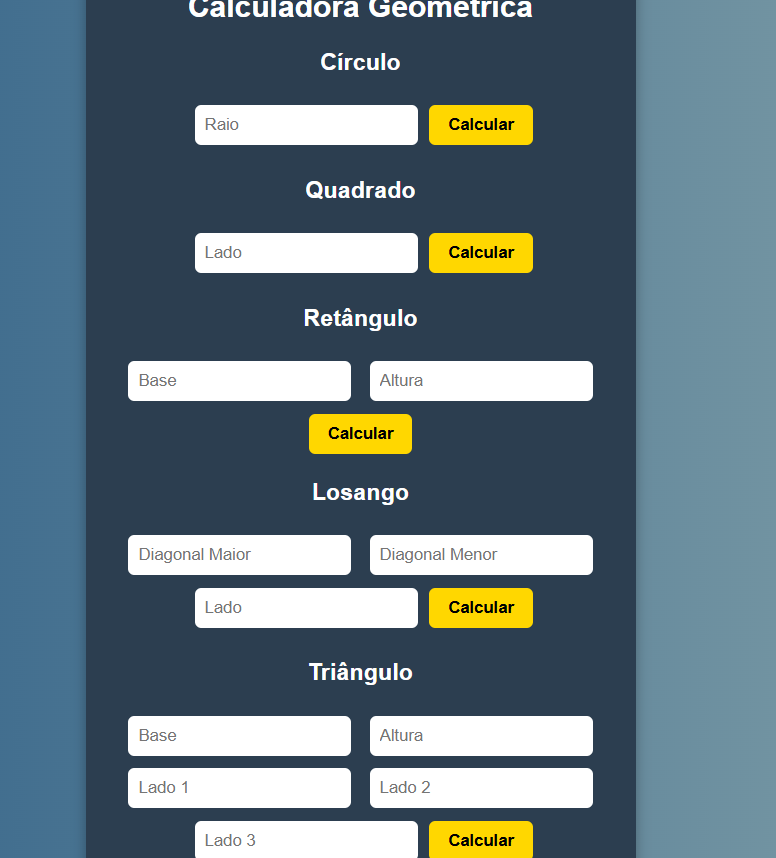 Calculadora Geométrica
Círculo
Raio Calcular
Quadrado
Lado Calcular
Retângulo
Base Altura
Calcular
Losango
Diagonal Maior Diagonal Menor
Lado Calcular
Triângulo
Base Altura
Lado 1 Lado 2
Lado 3 Calcular